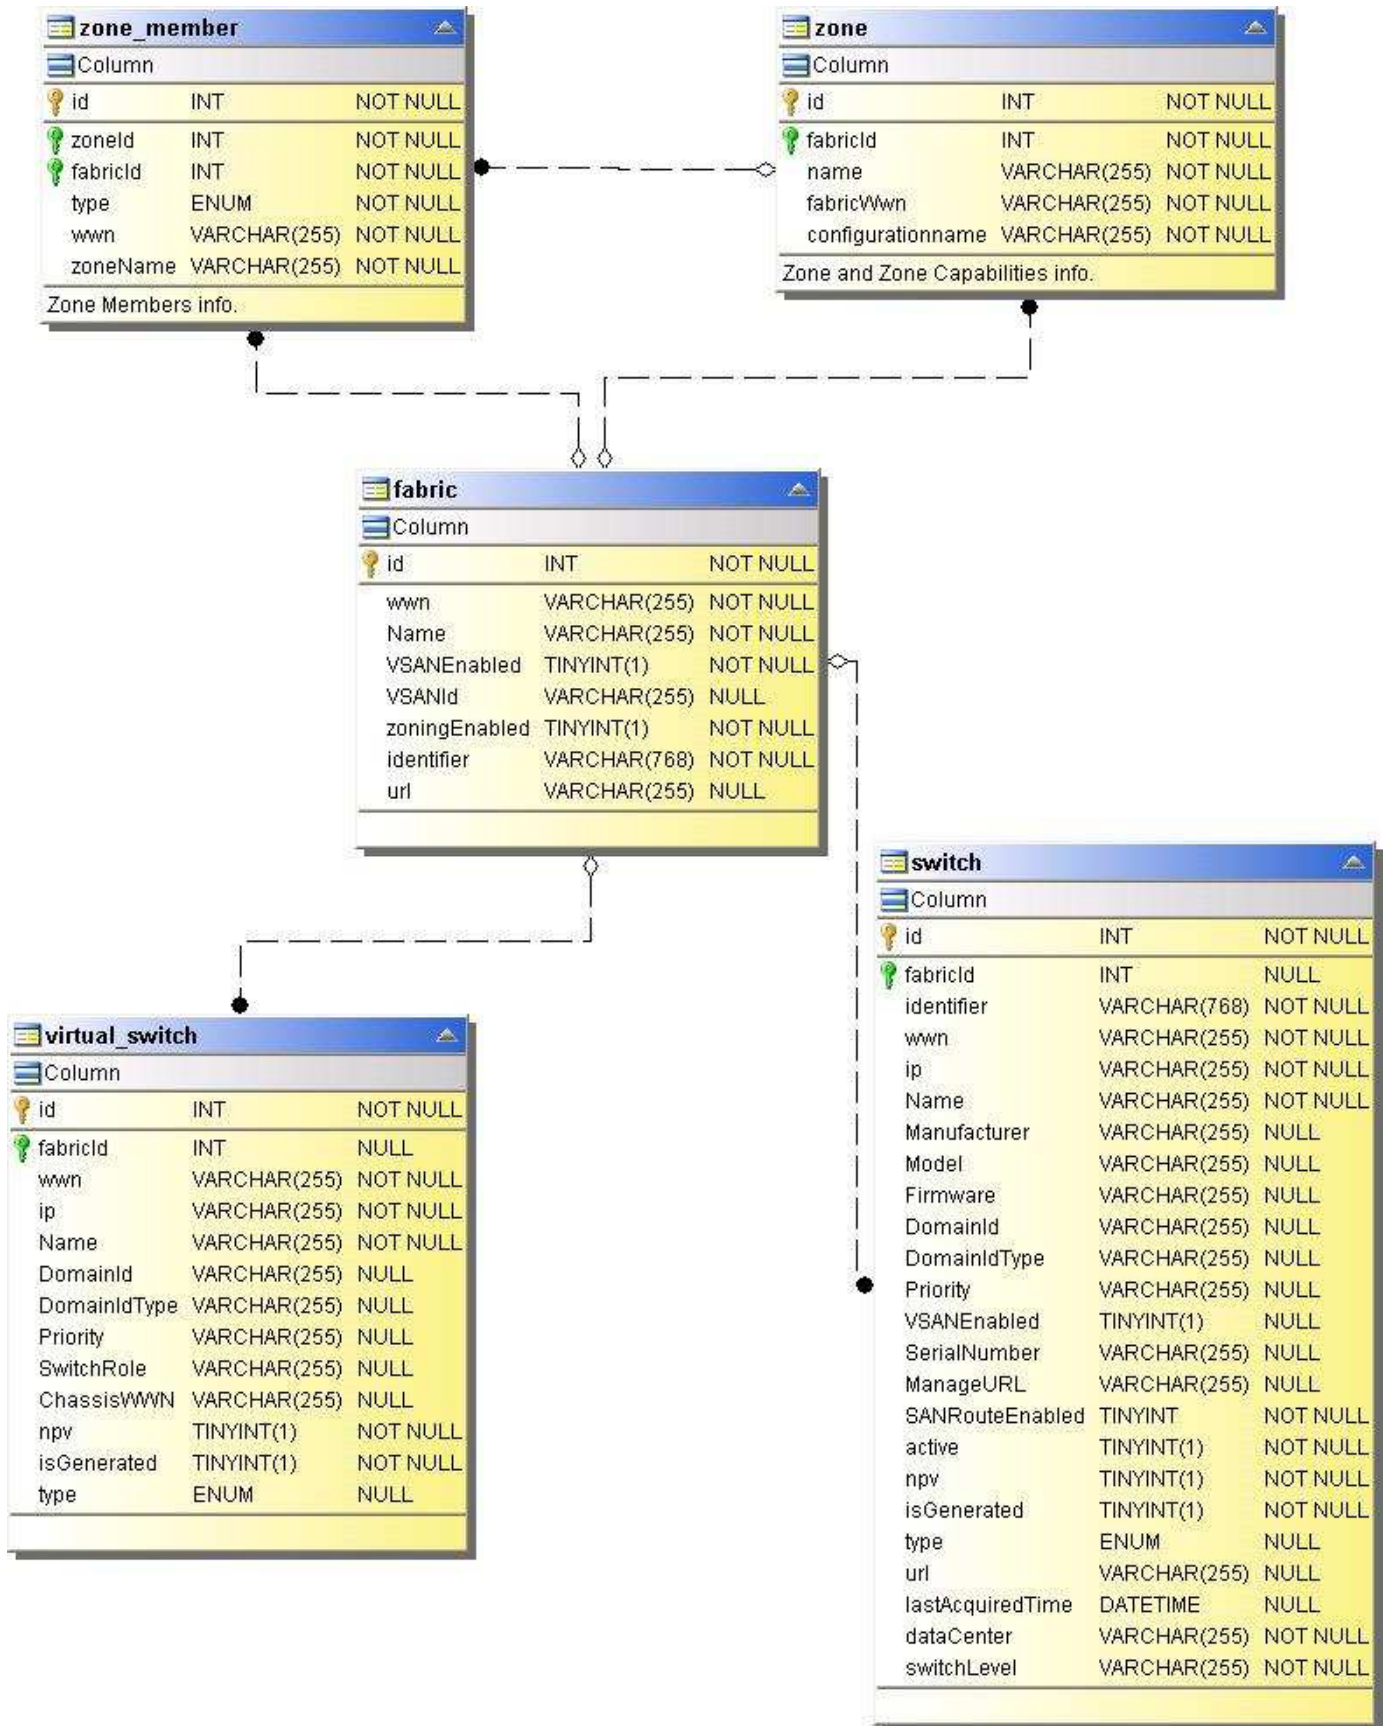 zone_member
Column
id INT NOT NULL
zoneId INT NOT NULL
fabricId INT NOT NULL
type ENUM NOT NULL
wwn VARCHAR(255) NOT NULL
zoneName VARCHAR(255) NOT NULL
Zone Members info.
zone
Column
id INT NOT NULL
fabricId INT NOT NULL
name VARCHAR(255) NOT NULL
fabricWwn VARCHAR(255) NOT NULL
configurationname VARCHAR(255) NOT NULL
Zone and Zone Capabilities info.
fabric
Column
id INT NOT NULL
wwn VARCHAR(255) NOT NULL
Name VARCHAR(255) NOT NULL
VSANEnabled TINYINT(1) NOT NULL
VSANId VARCHAR(255) NULL
zoningEnabled TINYINT(1) NOT NULL
identifier VARCHAR(768) NOT NULL
url VARCHAR(255) NULL
virtual_switch
Column
id INT NOT NULL
fabricId INT NULL
wwn VARCHAR(255) NOT NULL
ip VARCHAR(255) NOT NULL
Name VARCHAR(255) NOT NULL
DomainId VARCHAR(255) NULL
DomainIdType VARCHAR(255) NULL
Priority VARCHAR(255) NULL
SwitchRole VARCHAR(255) NULL
ChassisWWN VARCHAR(255) NULL
npv TINYINT(1) NOT NULL
isGenerated TINYINT(1) NOT NULL
type ENUM NULL
switch
Column
id INT NOT NULL
fabricId INT NULL
identifier VARCHAR(768) NOT NULL
wwn VARCHAR(255) NOT NULL
ip VARCHAR(255) NOT NULL
Name VARCHAR(255) NOT NULL
Manufacturer VARCHAR(255) NULL
Model VARCHAR(255) NULL
Firmware VARCHAR(255) NULL
DomainId VARCHAR(255) NULL
DomainIdType VARCHAR(255) NULL
Priority VARCHAR(255) NULL
VSANEnabled TINYINT(1) NULL
SerialNumber VARCHAR(255) NULL
ManageURL VARCHAR(255) NULL
SANRouteEnabled TINYINT NOT NULL
active TINYINT(1) NOT NULL
npv TINYINT(1) NOT NULL
isGenerated TINYINT(1) NOT NULL
type ENUM NULL
url VARCHAR(255) NULL
lastAcquiredTime DATETIME NULL
dataCenter VARCHAR(255) NOT NULL
switchLevel VARCHAR(255) NOT NULL